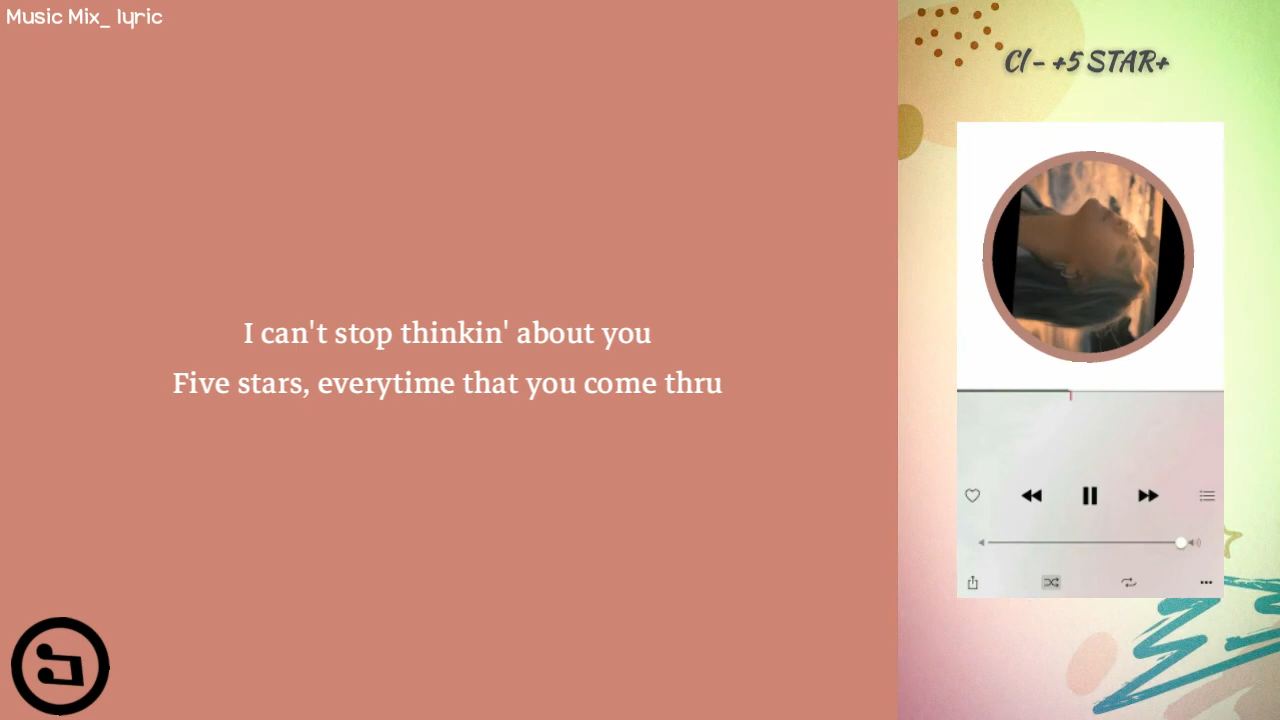 Music Mix_ lyric
Cl - +5 STAR+
I can't stop thinkin' about you
Five stars, everytime that you come thru